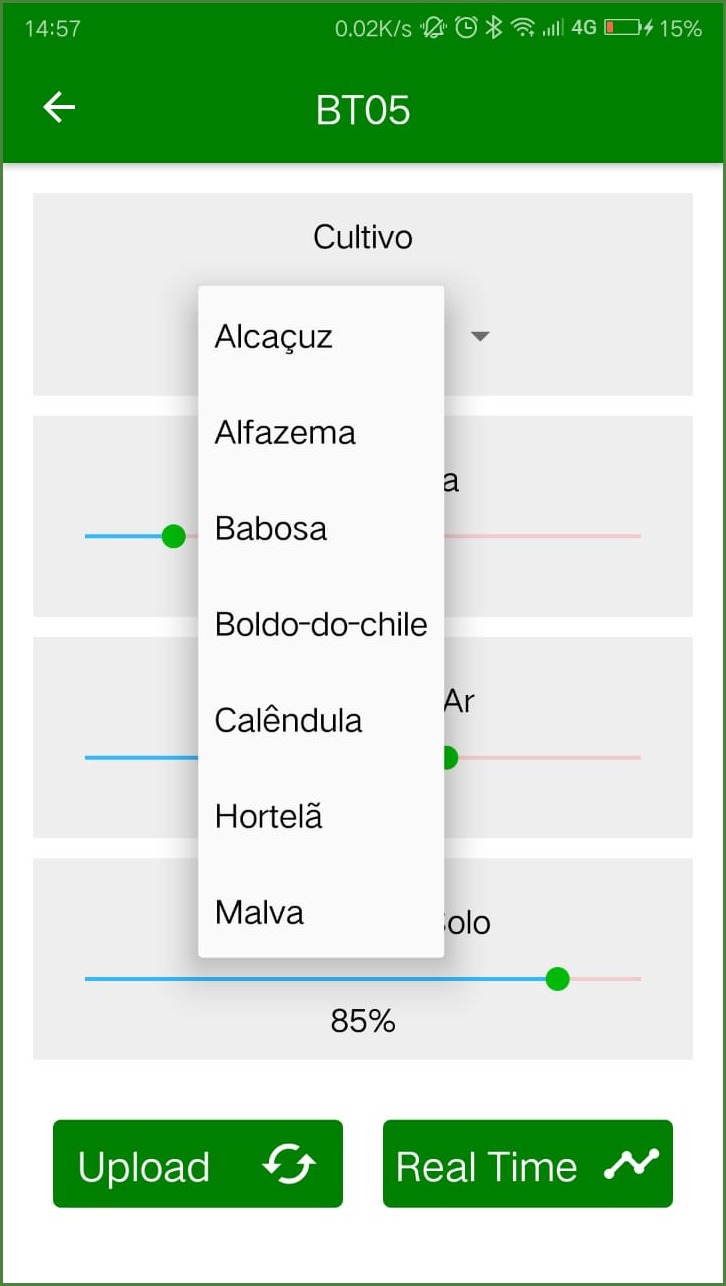 14:57 0.02K/s 4G 15%
BT05
Cultivo
Alcaçuz
Alfazema
a
Babosa
Boldo-do-chile
Ar
Calêndula
Hortelã
Malva
olo
85%
Upload
Real Time